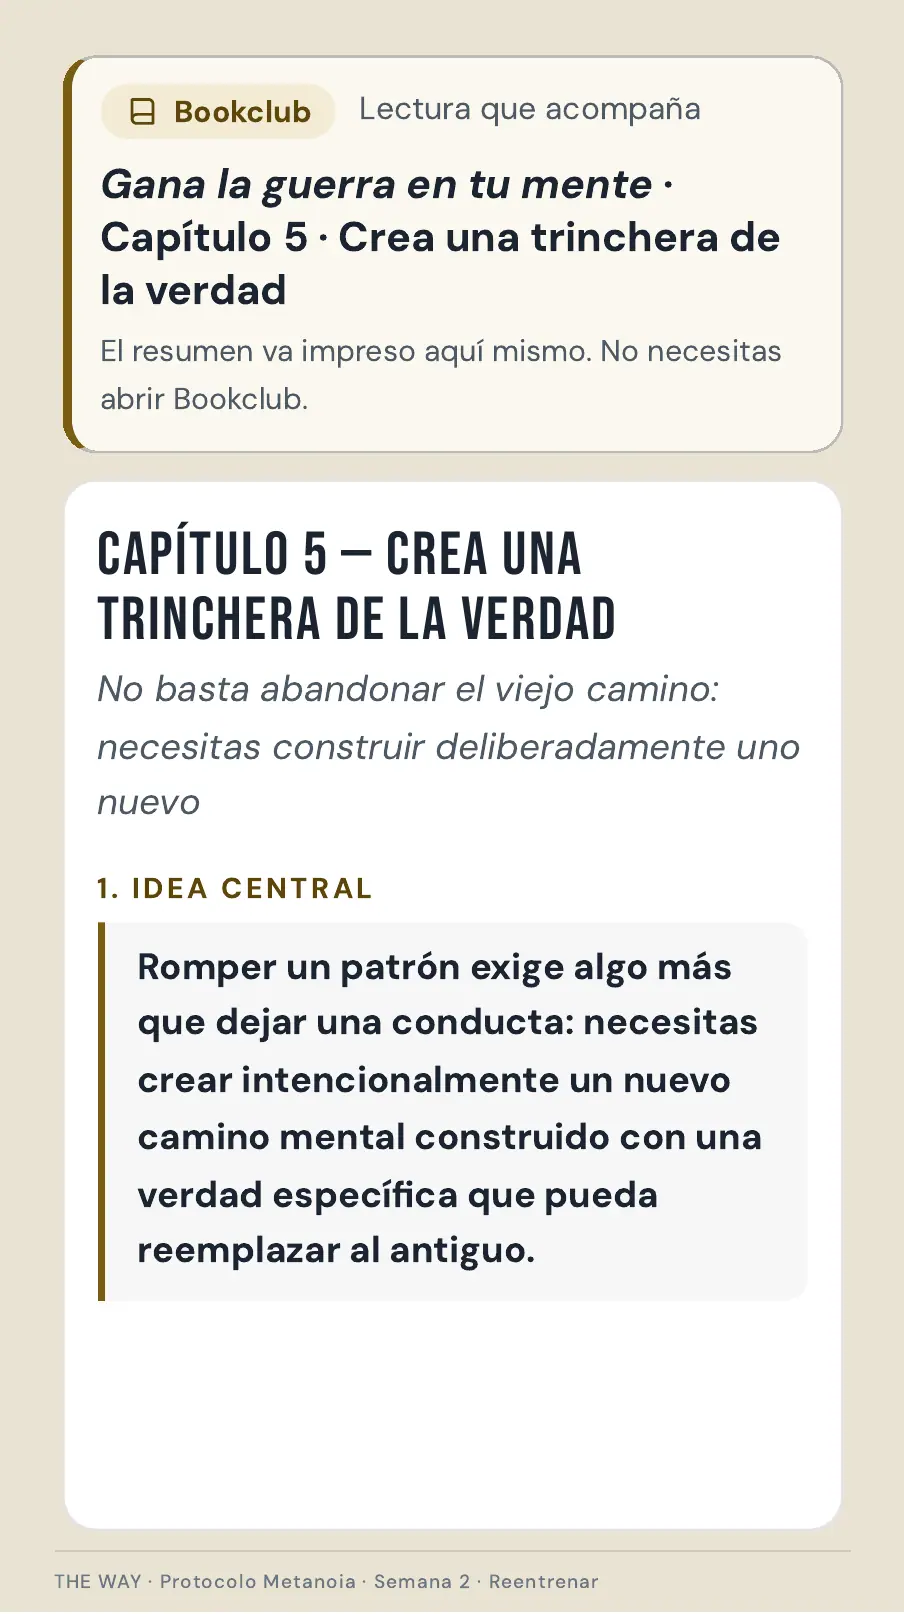 Bookclub Lectura que acompaña
Gana la guerra en tu mente ·
Capítulo 5 · Crea una trinchera de
la verdad
El resumen va impreso aquí mismo. No necesitas
abrir Bookclub.
CAPÍTULO 5 — CREA UNA
TRINCHERA DE LA VERDAD
No basta abandonar el viejo camino:
necesitas construir deliberadamente uno
nuevo
1. IDEA CENTRAL
Romper un patrón exige algo más
que dejar una conducta: necesitas
crear intencionalmente un nuevo
camino mental construido con una
verdad específica que pueda
reemplazar al antiguo.
THE WAY · Protocolo Metanoia · Semana 2 · Reentrenar